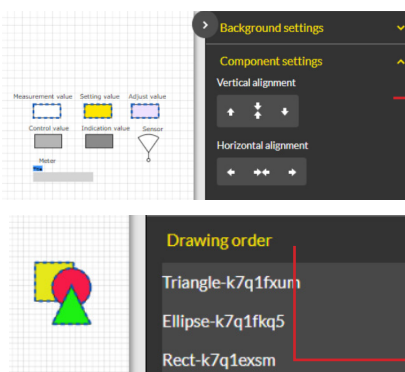 Background settings
Component settings
Vertical alignment
Horizontal alignment
Measurement value Setting value Adjust value
Control value Indication value Sensor
Meter
Drawing order
Triangle-k7q1fxum
Ellipse-k7q1fkq5
Rect-k7q1exsm